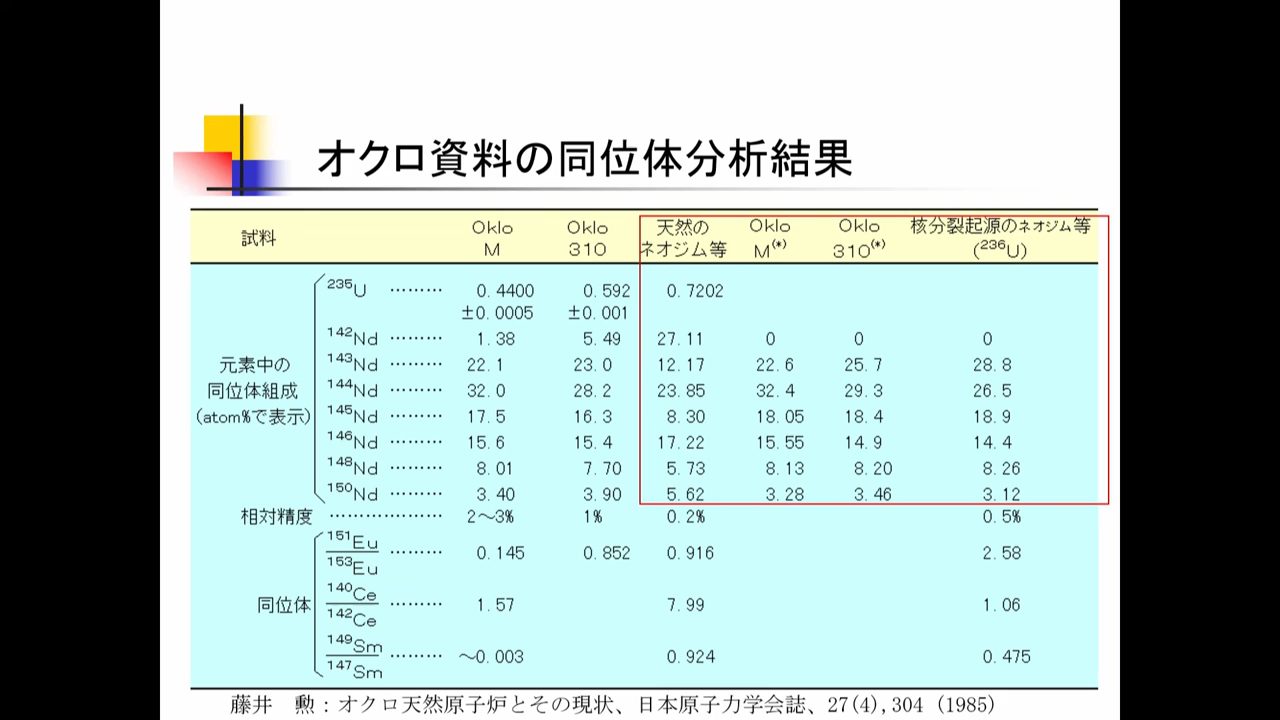 オクロ資料の同位体分析結果
試料 Oklo M Oklo 310 天然のネオジム等 Oklo M(*) Oklo 310(*) 核分裂起源のネオジム等 (236U)
元素中の同位体組成 (atom%で表示)
235U ……… 0.4400 ±0.0005 0.592 ±0.001 0.7202
142Nd ……… 1.38 5.49 27.11 0 0 0
143Nd ……… 22.1 23.0 12.17 22.6 25.7 28.8
144Nd ……… 32.0 28.2 23.85 32.4 29.3 26.5
145Nd ……… 17.5 16.3 8.30 18.05 18.4 18.9
146Nd ……… 15.6 15.4 17.22 15.55 14.9 14.4
148Nd ……… 8.01 7.70 5.73 8.13 8.20 8.26
150Nd ……… 3.40 3.90 5.62 3.28 3.46 3.12
相対精度 ……………… 2～3% 1% 0.2% 0.5%
同位体
151Eu/153Eu ……… 0.145 0.852 0.916 2.58
140Ce/142Ce ……… 1.57 7.99 1.06
149Sm/147Sm ……… ～0.003 0.924 0.475
藤井 勲：オクロ天然原子炉とその現状、日本原子力学会誌、27(4),304 (1985)